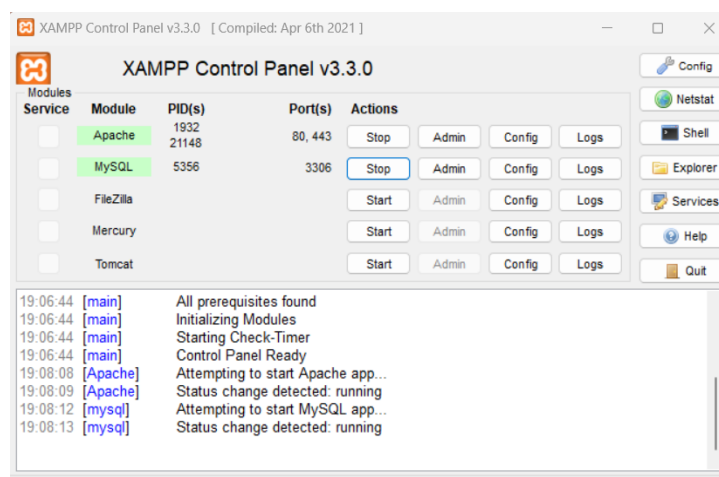 XAMPP Control Panel v3.3.0 [ Compiled: Apr 6th 2021 ]
XAMPP Control Panel v3.3.0
Config
Modules
Service Module PID(s) Port(s) Actions
Netstat
Apache 1932 21148 80, 443 Stop Admin Config Logs
Shell
MySQL 5356 3306 Stop Admin Config Logs
Explorer
FileZilla Start Admin Config Logs
Services
Mercury Start Admin Config Logs
Help
Tomcat Start Admin Config Logs
Quit
19:06:44 [main] All prerequisites found
19:06:44 [main] Initializing Modules
19:06:44 [main] Starting Check-Timer
19:06:44 [main] Control Panel Ready
19:08:08 [Apache] Attempting to start Apache app...
19:08:09 [Apache] Status change detected: running
19:08:12 [mysql] Attempting to start MySQL app...
19:08:13 [mysql] Status change detected: running